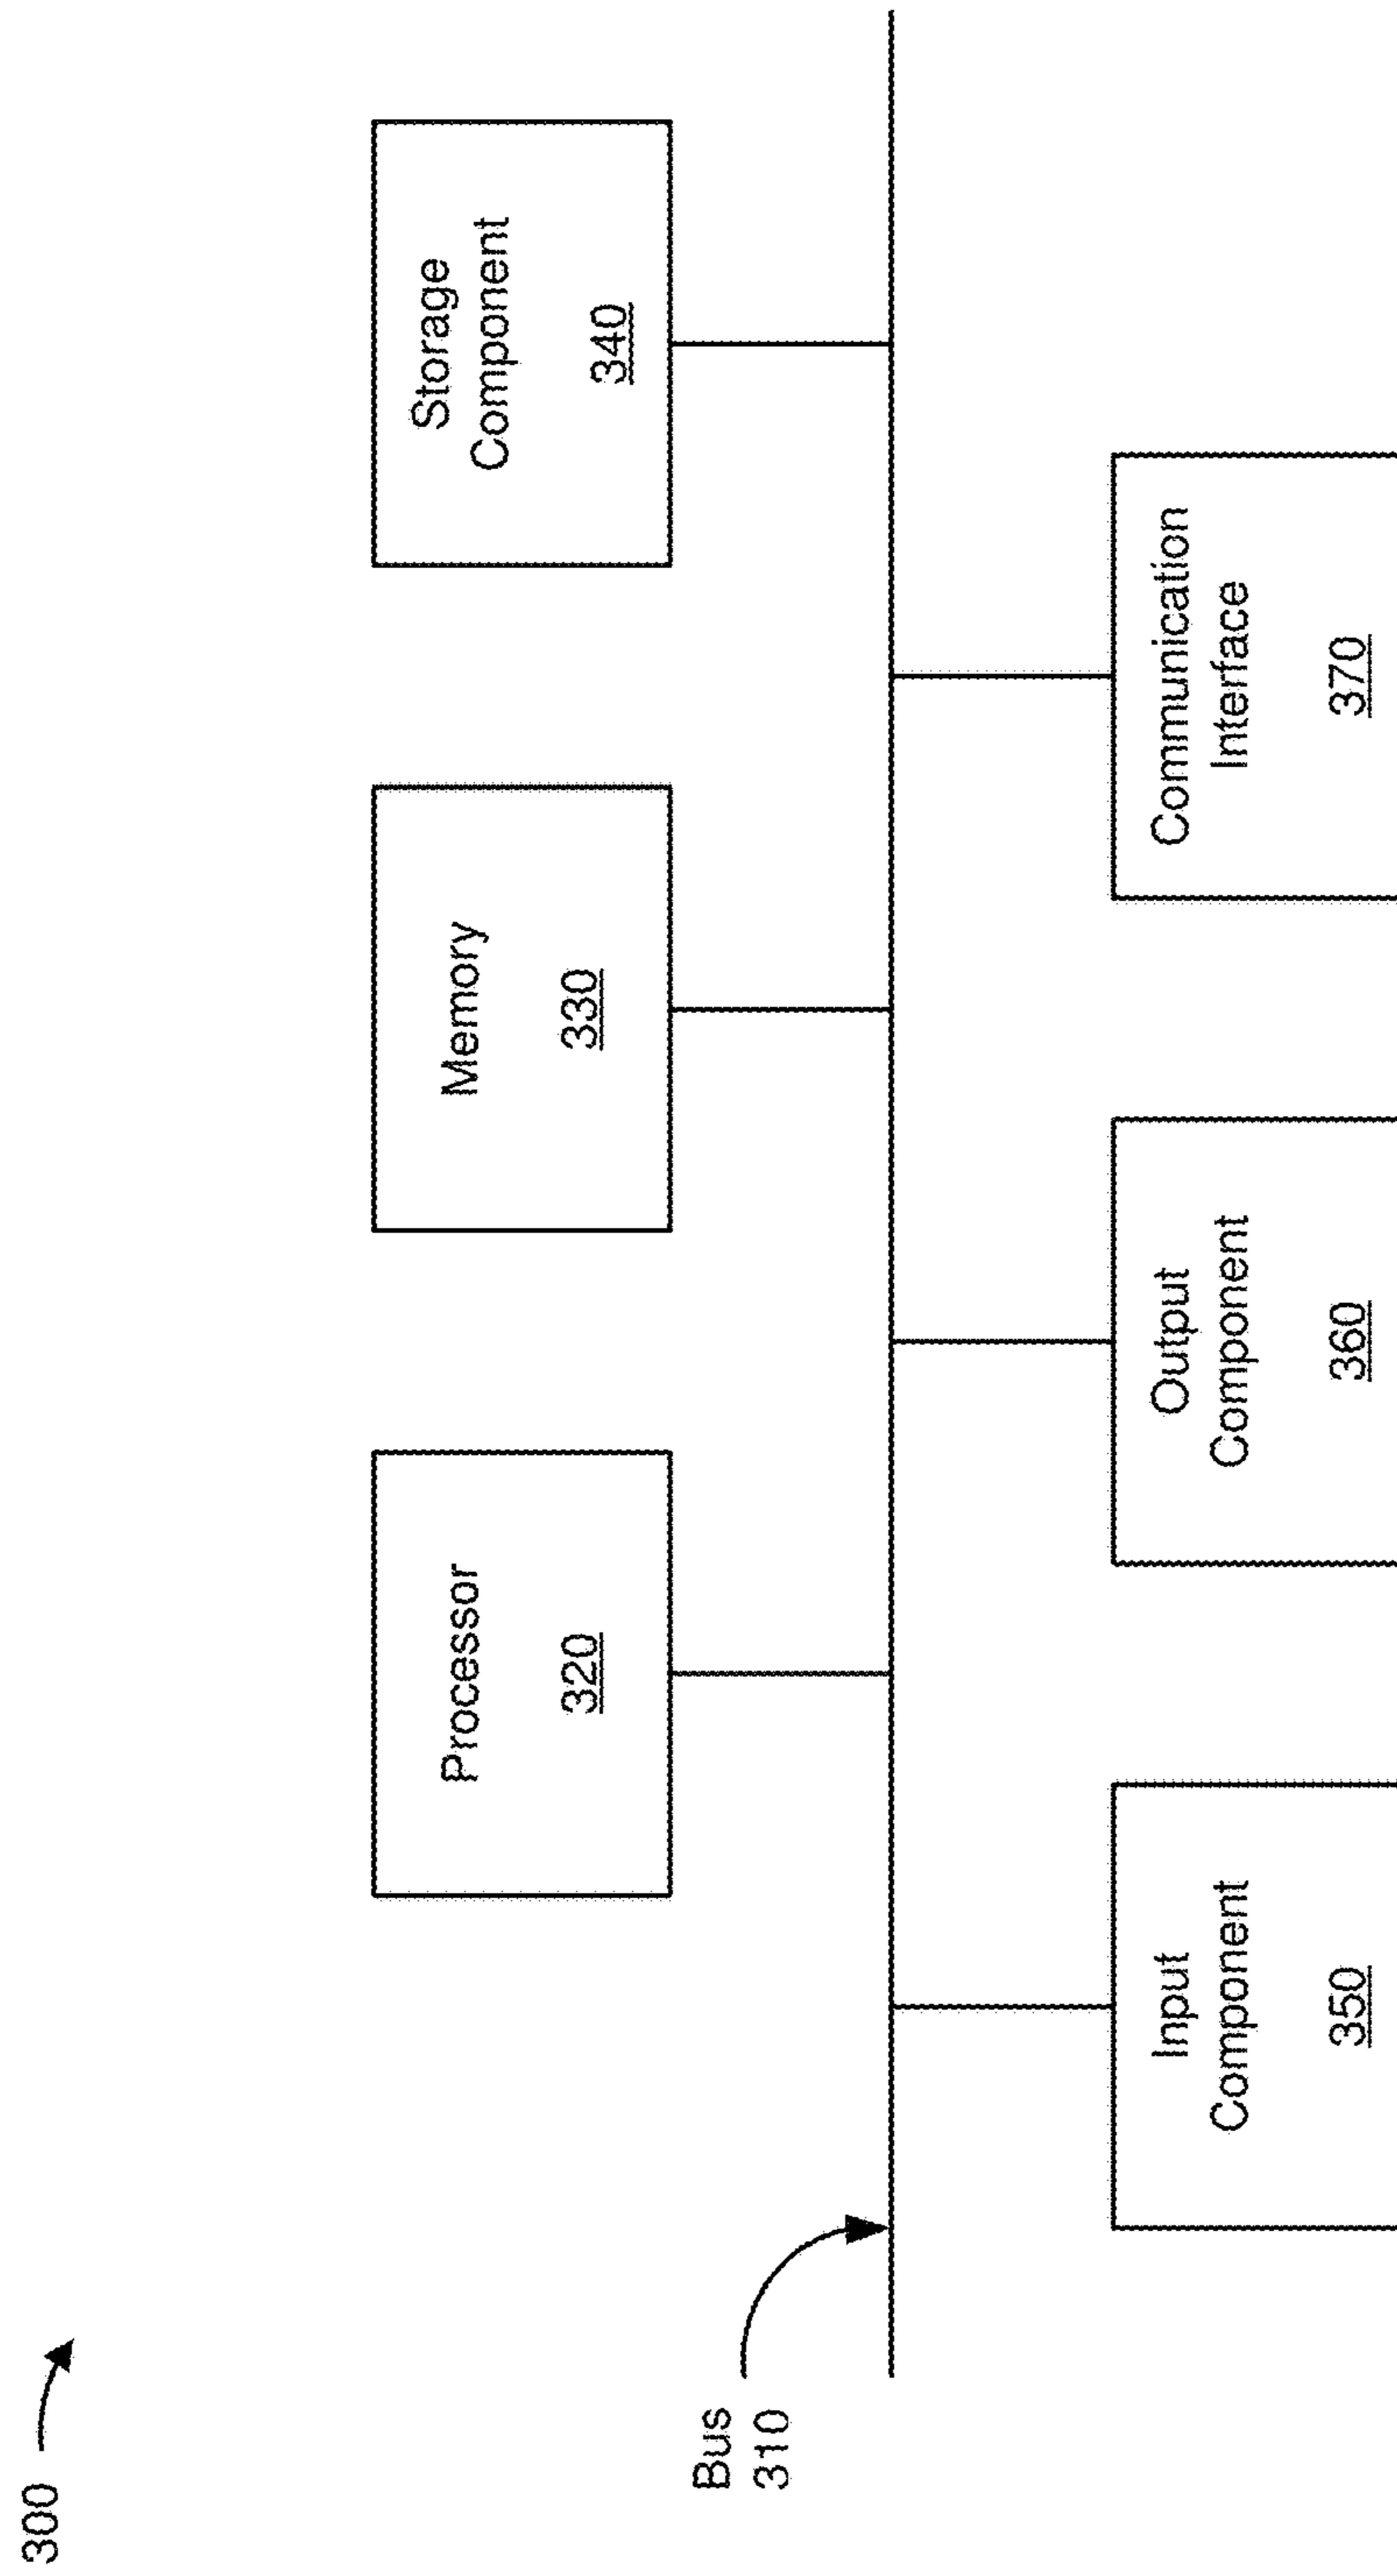 300
Bus
310
Processor
320
Memory
330
Storage
Component
340
Input
Component
350
Output
Component
360
Communication
Interface
370